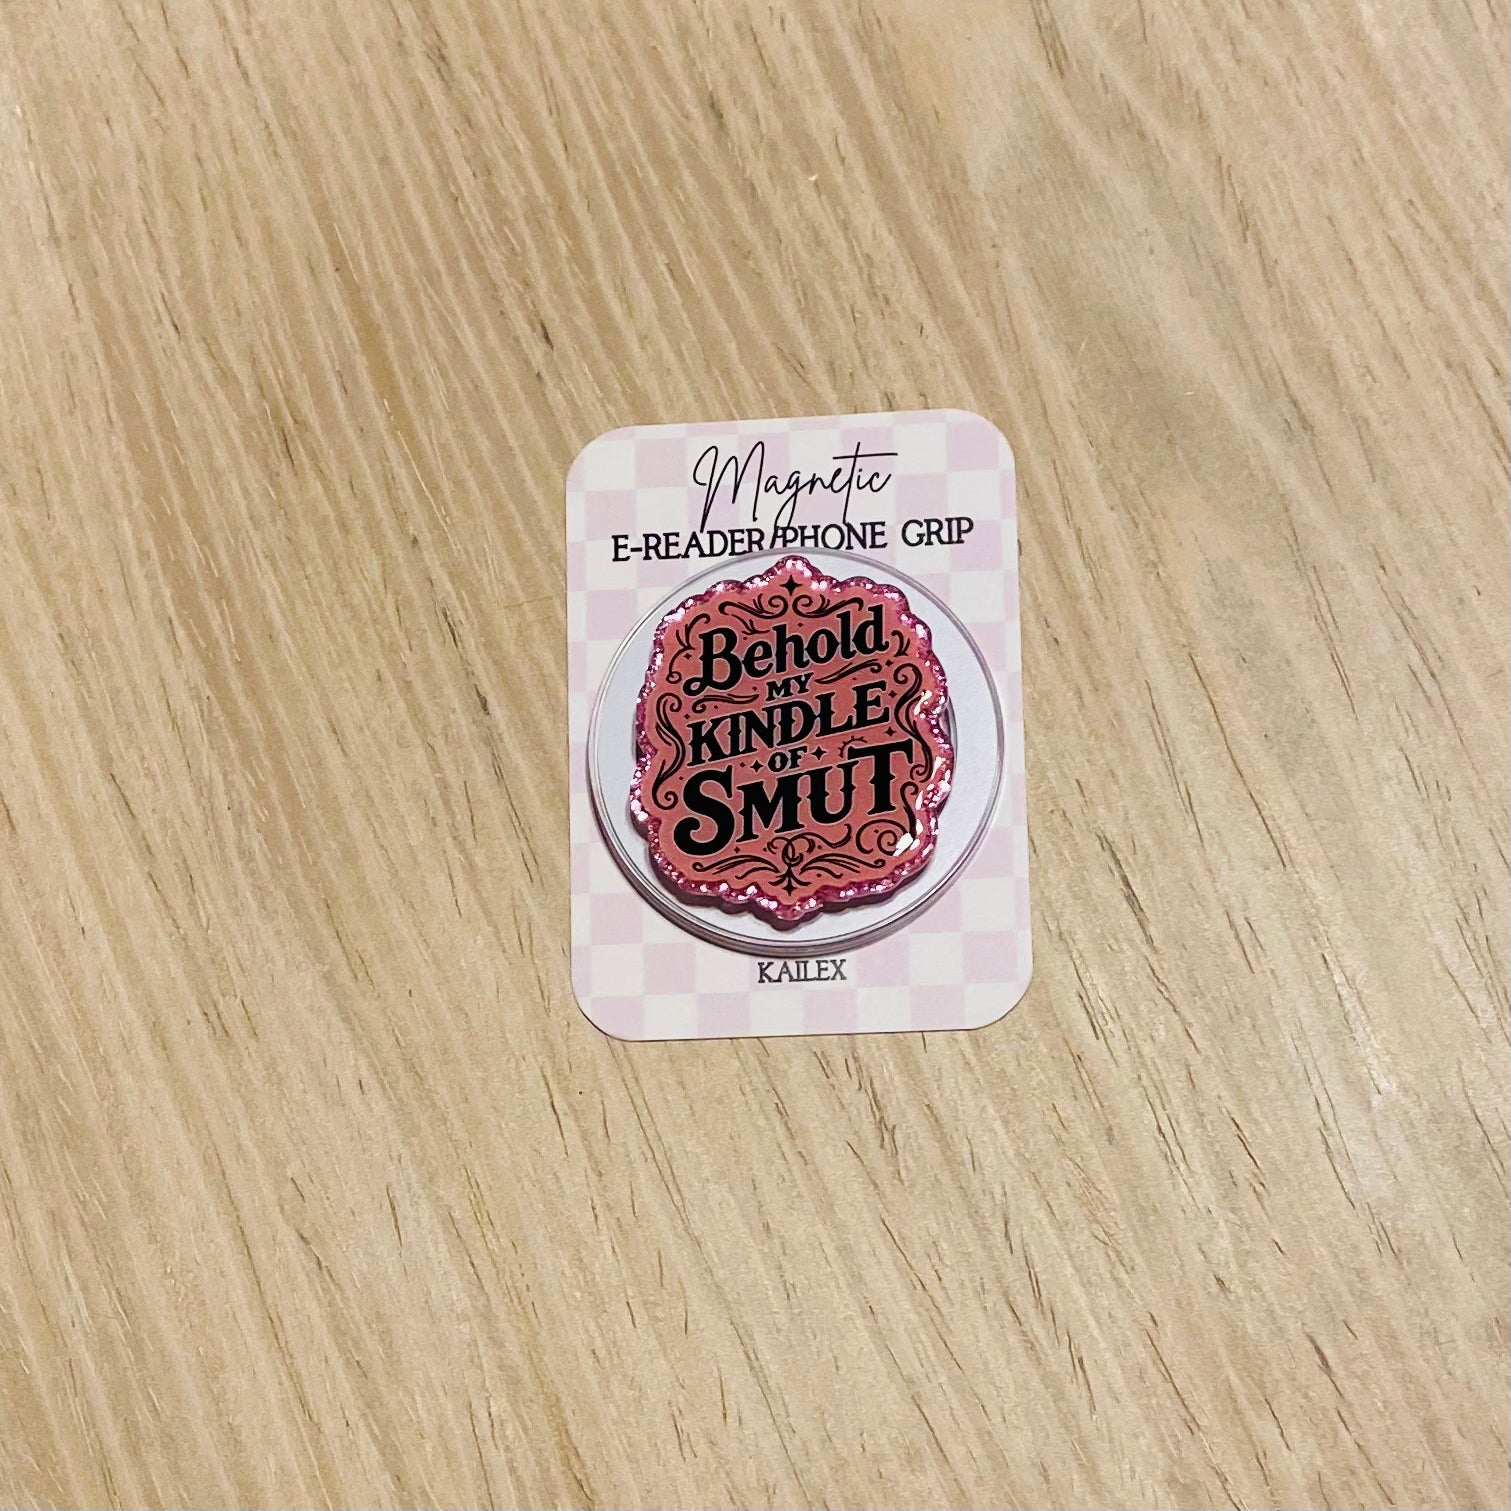 Magnetic
E-READER/PHONE GRIP
Behold
MY
KINDLE
OF
SMUT
KAILEX